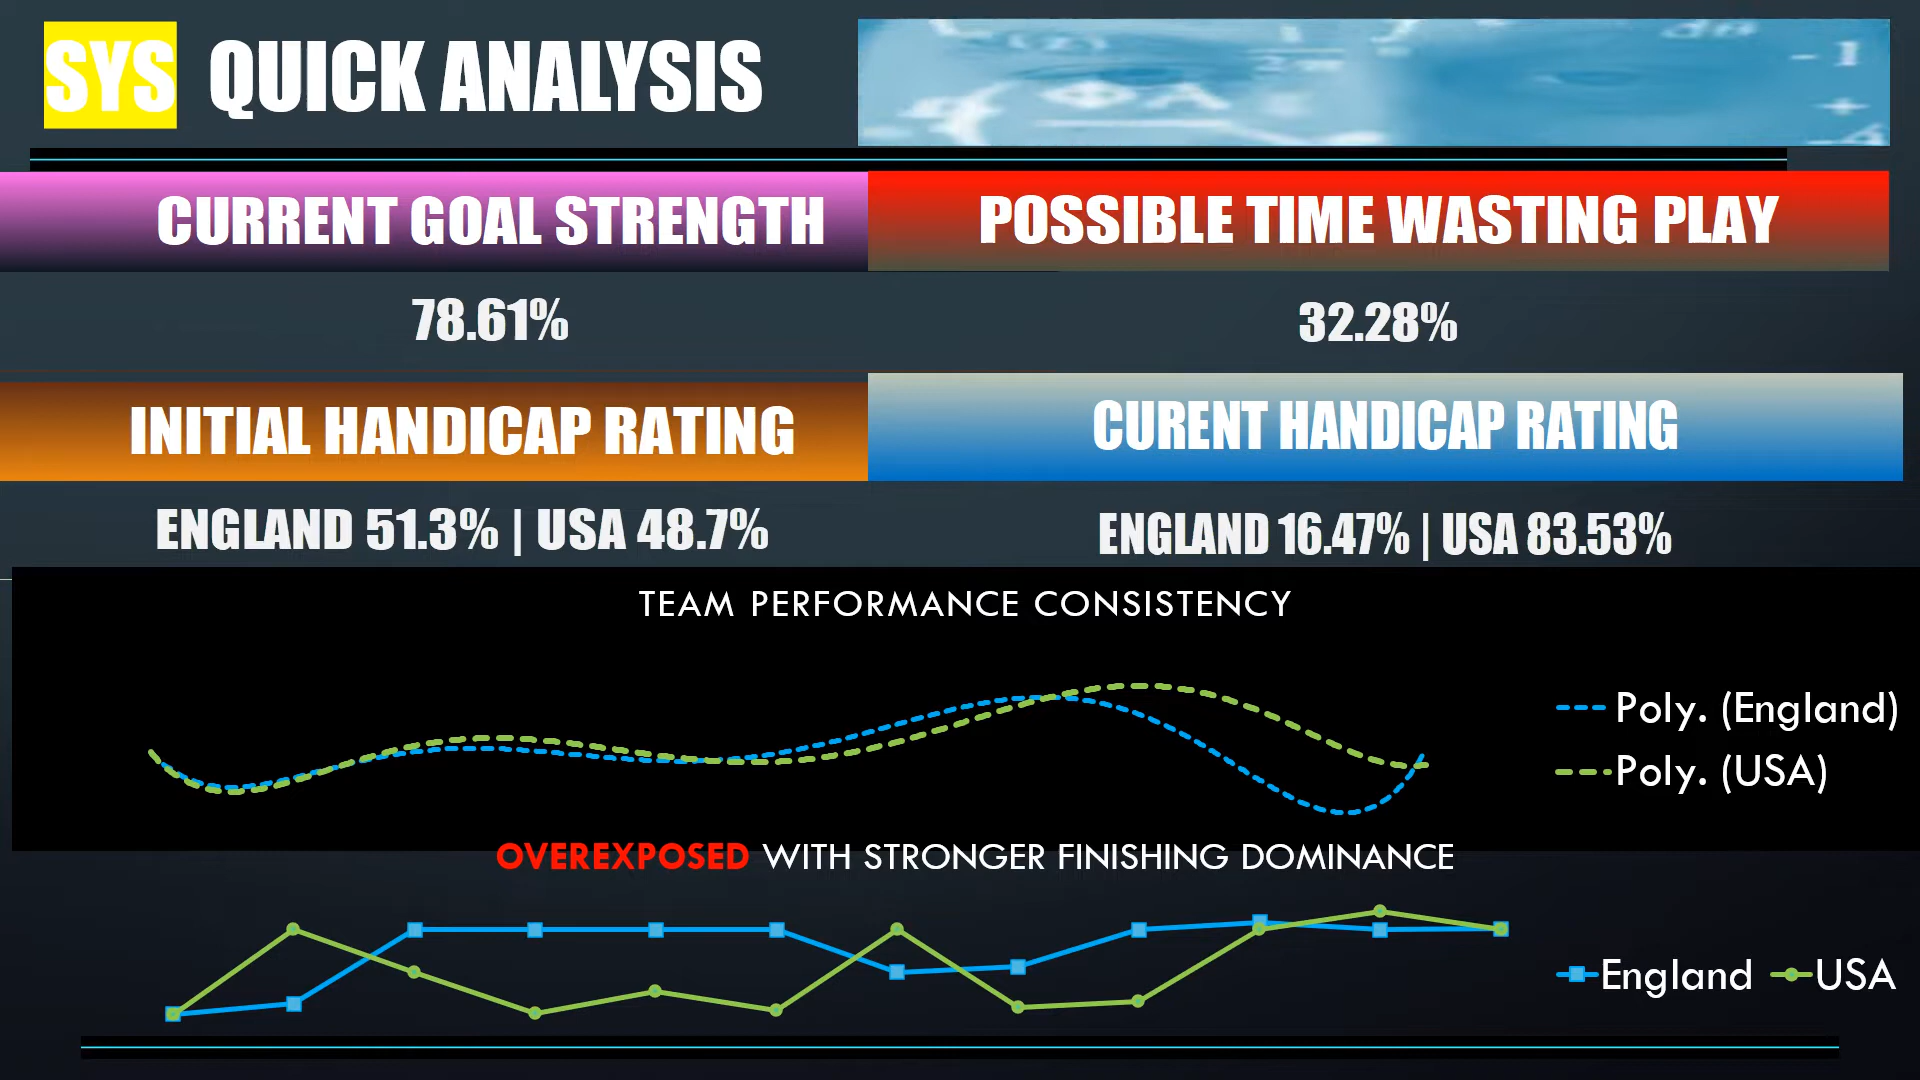 SYS QUICK ANALYSIS
CURRENT GOAL STRENGTH
POSSIBLE TIME WASTING PLAY
78.61%
32.28%
INITIAL HANDICAP RATING
CURENT HANDICAP RATING
ENGLAND 51.3% | USA 48.7%
ENGLAND 16.47% | USA 83.53%
TEAM PERFORMANCE CONSISTENCY
Poly. (England)
Poly. (USA)
OVEREXPOSED WITH STRONGER FINISHING DOMINANCE
England USA